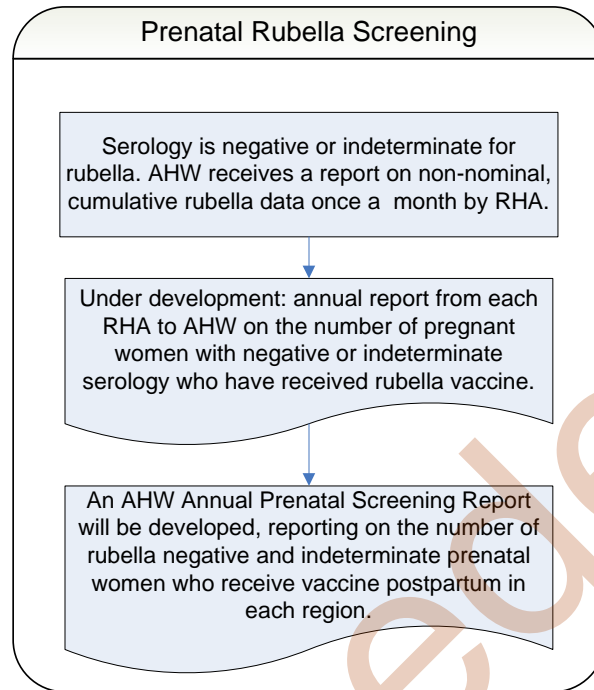 Prenatal Rubella Screening
Serology is negative or indeterminate for
rubella. AHW receives a report on non-nominal,
cumulative rubella data once a  month by RHA.
Under development: annual report from each
RHA to AHW on the number of pregnant
women with negative or indeterminate
serology who have received rubella vaccine.
An AHW Annual Prenatal Screening Report
will be developed, reporting on the number of
rubella negative and indeterminate prenatal
women who receive vaccine postpartum in
each region.